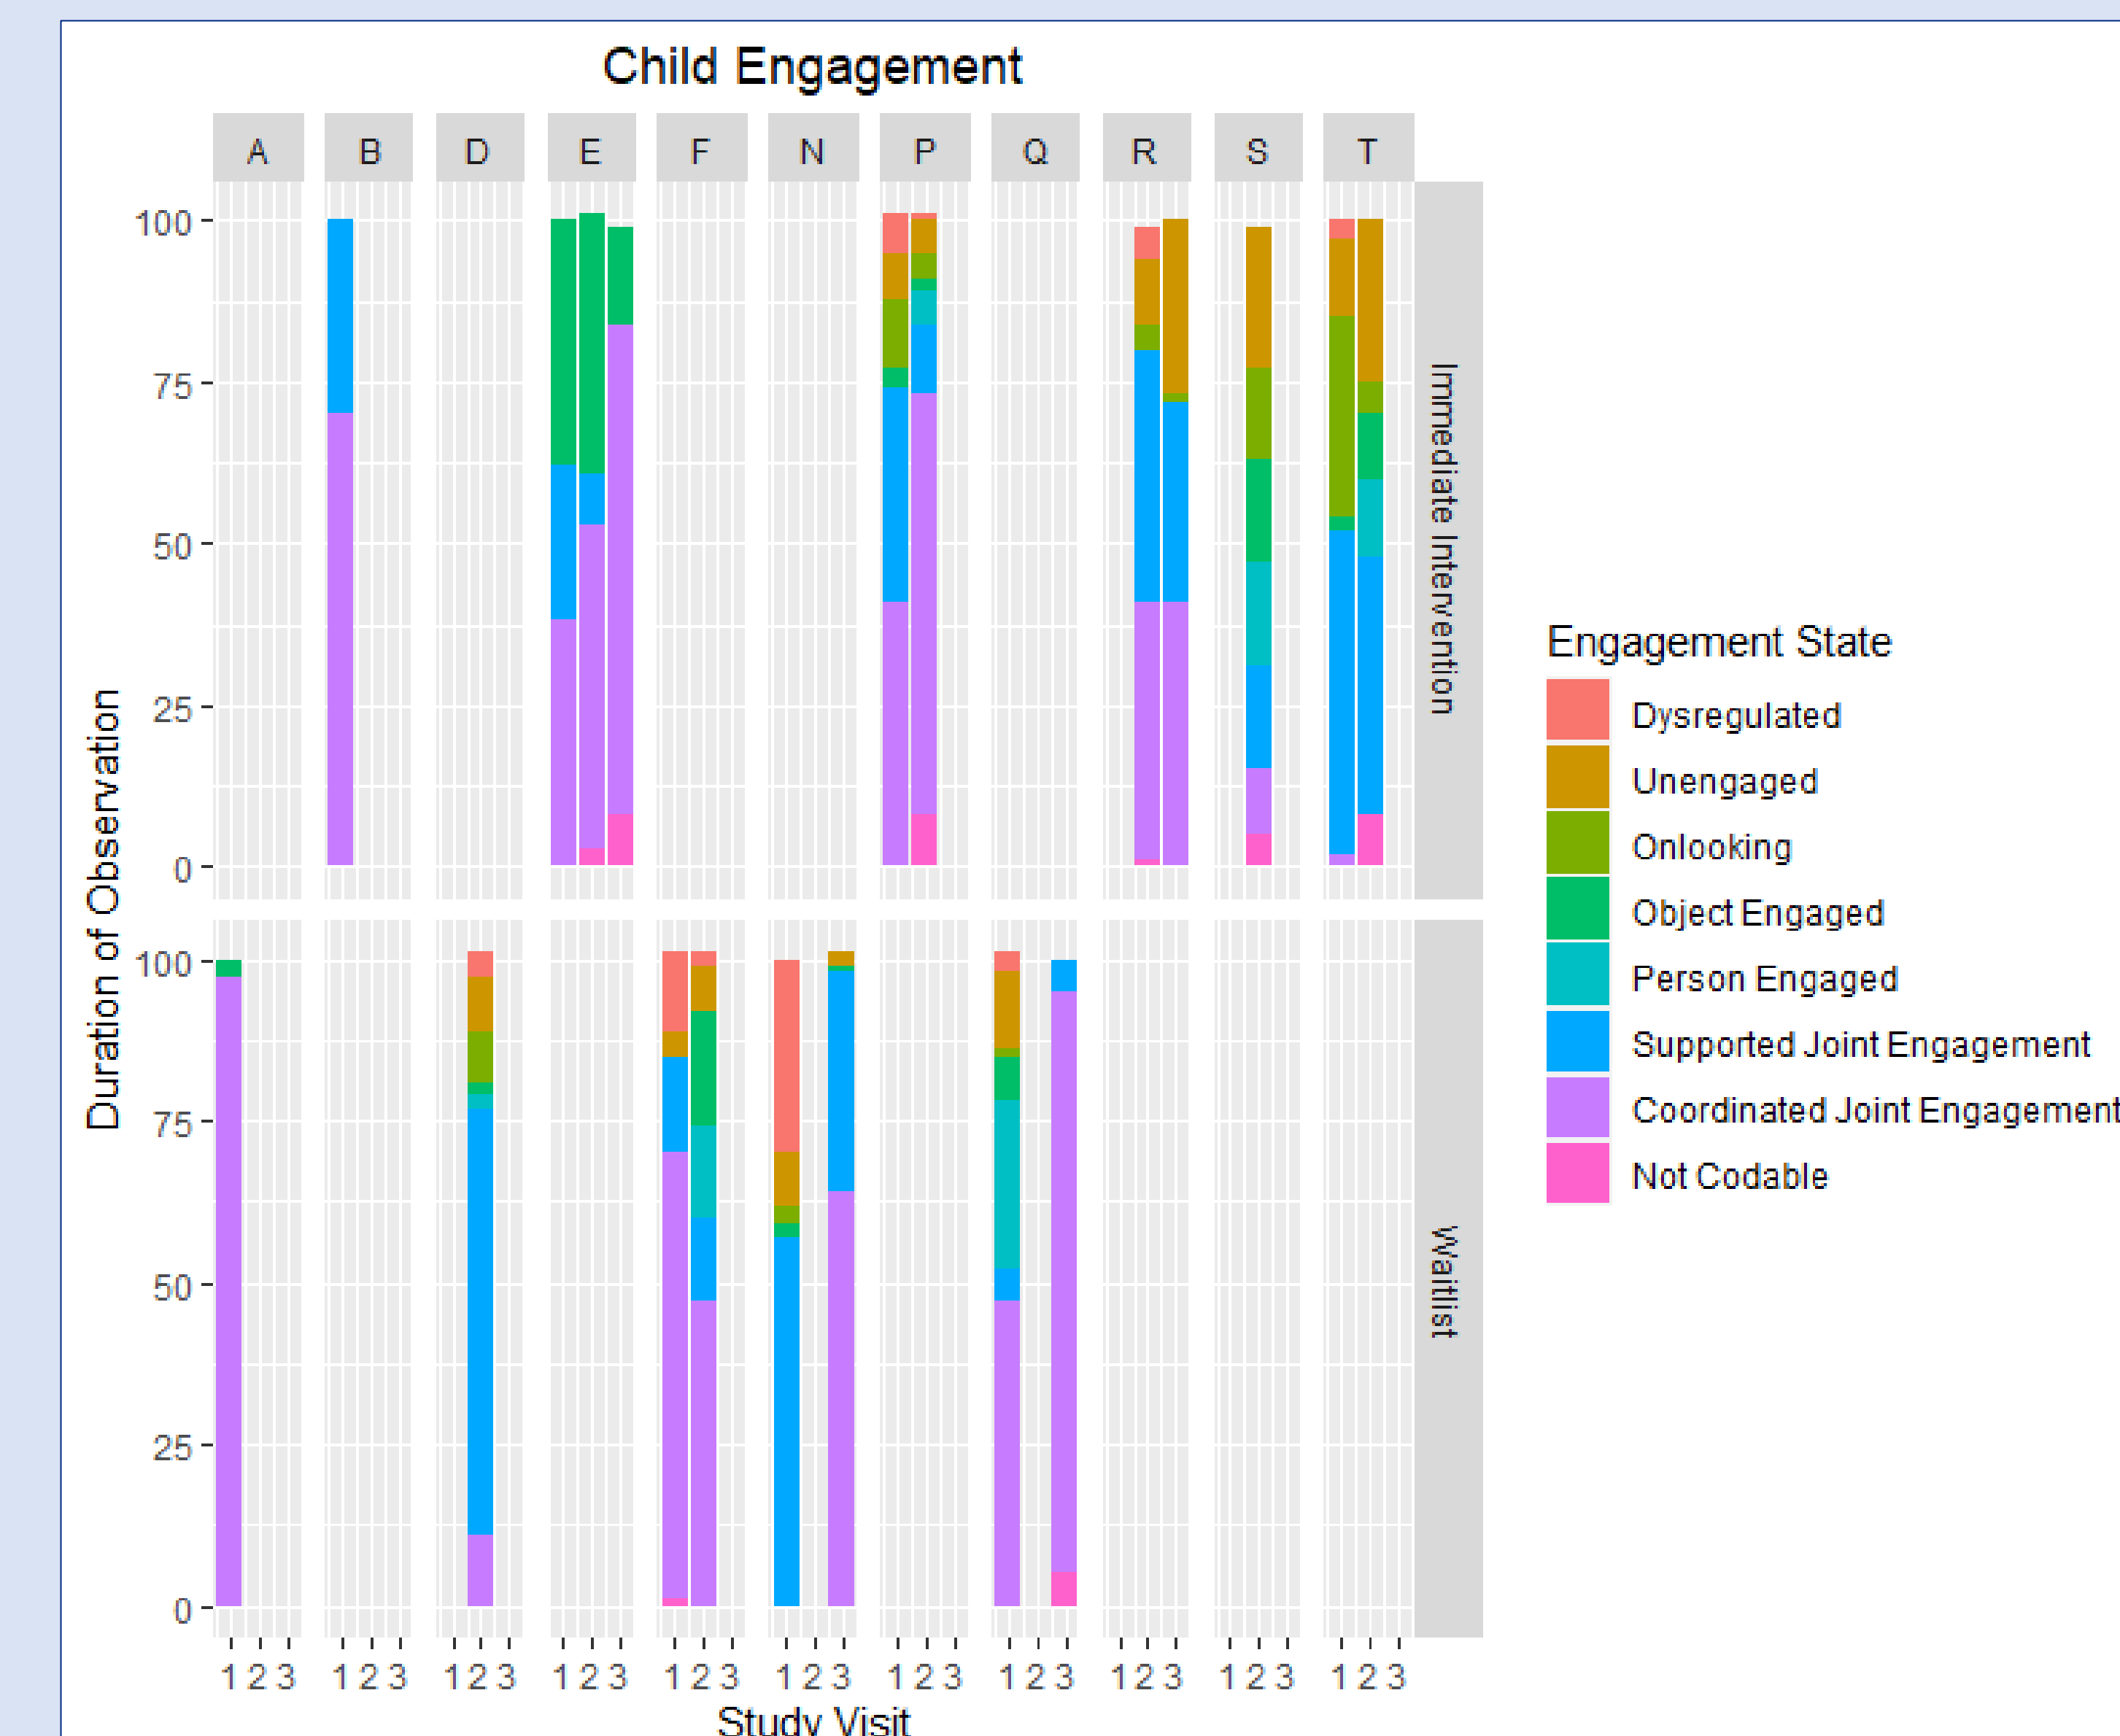 Child Engagement
A B D E F N P Q R S T
100
75
50
25
0
Immediate Intervention
Duration of Observation
100
75
50
25
0
Waitlist
1 2 3 1 2 3 1 2 3 1 2 3 1 2 3 1 2 3 1 2 3 1 2 3 1 2 3 1 2 3 1 2 3
Study Visit
Engagement State
Dysregulated
Unengaged
Onlooking
Object Engaged
Person Engaged
Supported Joint Engagement
Coordinated Joint Engagement
Not Codable